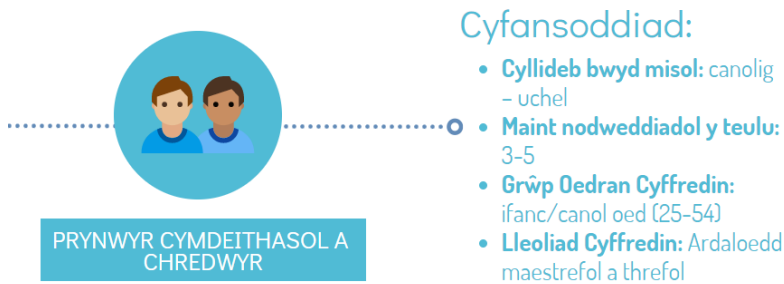 Cyfansoddiad:
• Cyllideb bwyd misol: canolig
– uchel
• Maint nodweddiadol y teulu:
3-5
• Grŵp Oedran Cyffredin:
ifanc/canol oed (25-54)
• Lleoliad Cyffredin: Ardaloedd
maestrefol a threfol
PRYNWYR CYMDEITHASOL A
CHREDWYR